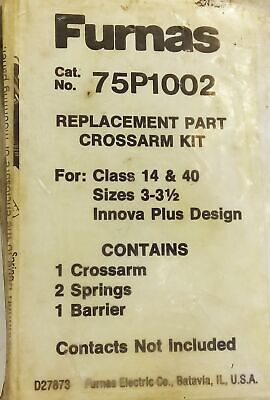 Furnas
Cat. No. 75P1002
REPLACEMENT PART
CROSSARM KIT
For: Class 14 & 40
Sizes 3-3½
Innova Plus Design
CONTAINS
1 Crossarm
2 Springs
1 Barrier
Contacts Not Included
D27873 Furnas Electric Co., Batavia, IL, U.S.A.